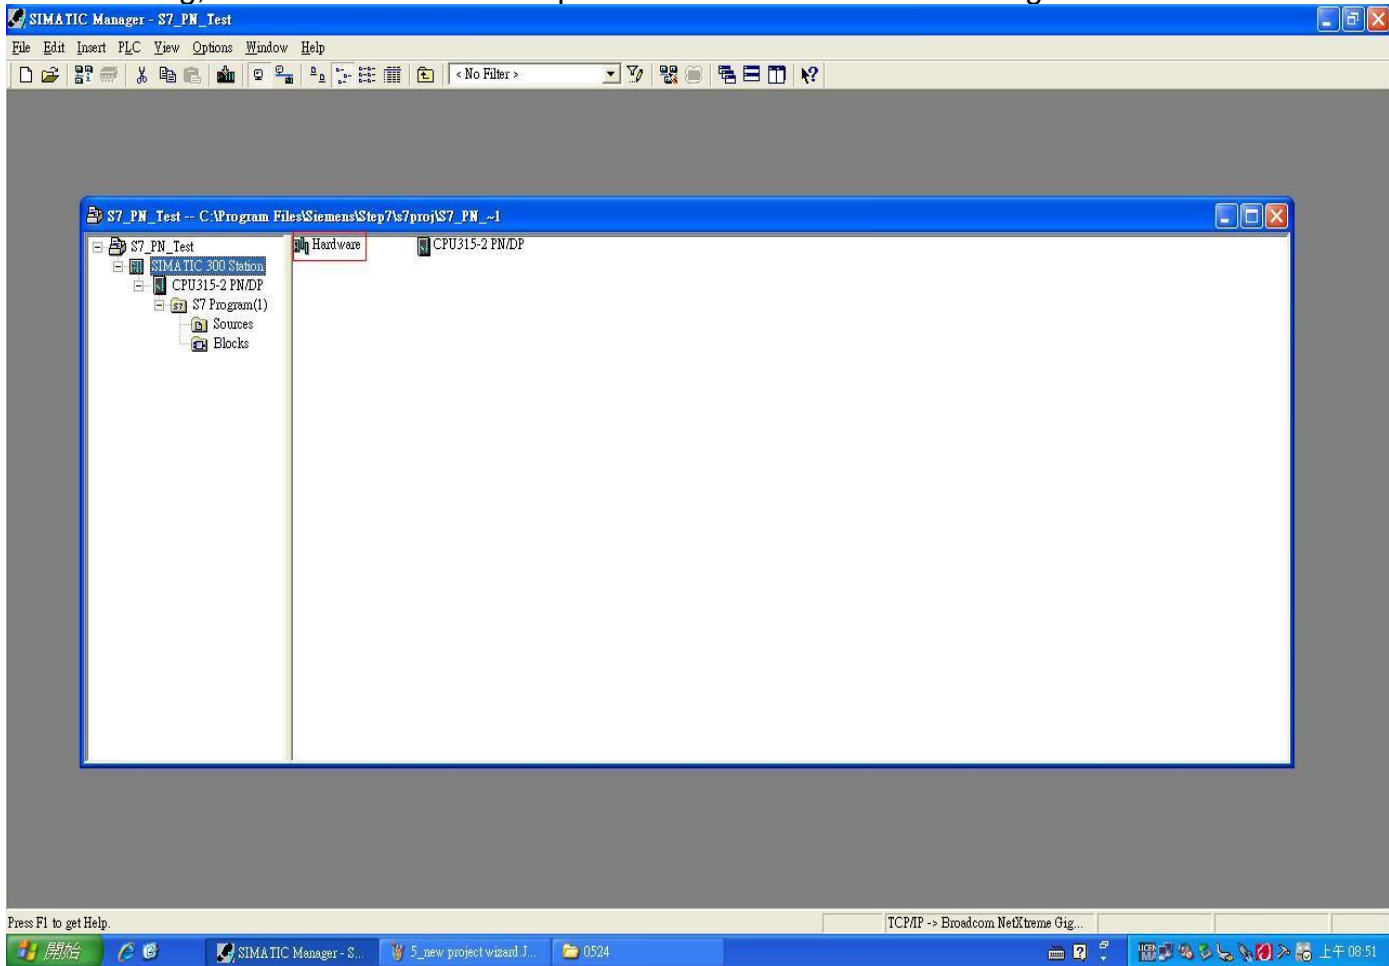 SIMATIC Manager - S7_PN_Test
File Edit Insert PLC View Options Window Help
< No Filter >
S7_PN_Test -- C:\Program Files\Siemens\Step7\s7proj\S7_PN_~1
S7_PN_Test
SIMATIC 300 Station
CPU315-2 PN/DP
S7 Program(1)
Sources
Blocks
Hardware CPU315-2 PN/DP
Press F1 to get Help.
TCP/IP -> Broadcom NetXtreme Gig...
開始 SIMATIC Manager - S... 5_new project wizard.J... 0524 上午 08:51